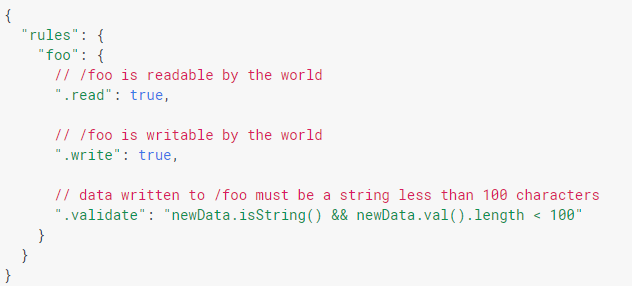 {
  "rules": {
    "foo": {
      // /foo is readable by the world
      ".read": true,

      // /foo is writable by the world
      ".write": true,

      // data written to /foo must be a string less than 100 characters
      ".validate": "newData.isString() && newData.val().length < 100"
    }
  }
}